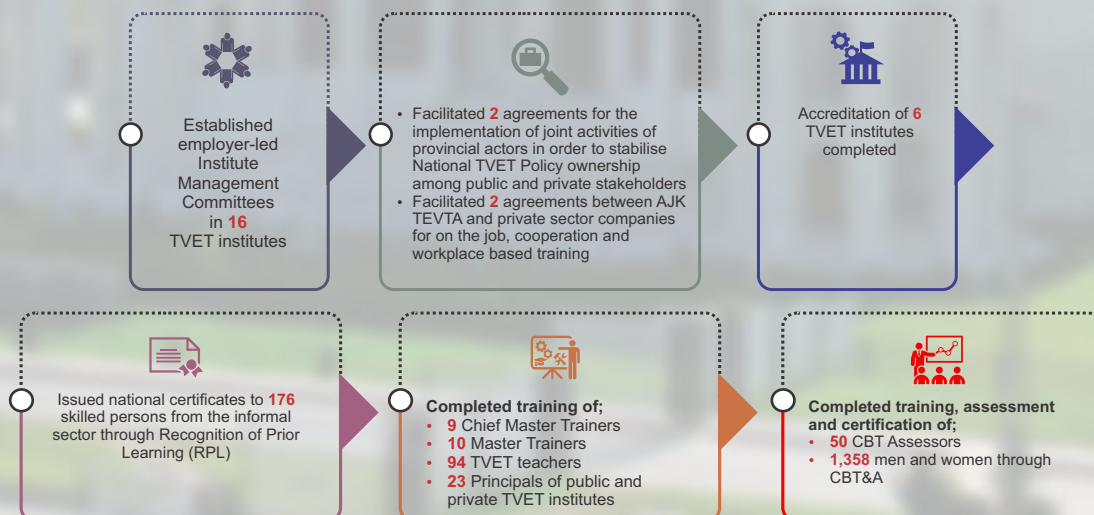 Established
employer-led
Institute
Management
Committees
in 16
TVET institutes
• Facilitated 2 agreements for the
implementation of joint activities of
provincial actors in order to stabilise
National TVET Policy ownership
among public and private stakeholders
• Facilitated 2 agreements between AJK
TEVTA and private sector companies
for on the job, cooperation and
workplace based training
Accreditation of 6
TVET institutes
completed
Issued national certificates to 176
skilled persons from the informal
sector through Recognition of Prior
Learning (RPL)
Completed training of;
• 9 Chief Master Trainers
• 10 Master Trainers
• 94 TVET teachers
• 23 Principals of public and
private TVET institutes
Completed training, assessment
and certification of;
• 50 CBT Assessors
• 1,358 men and women through
CBT&A